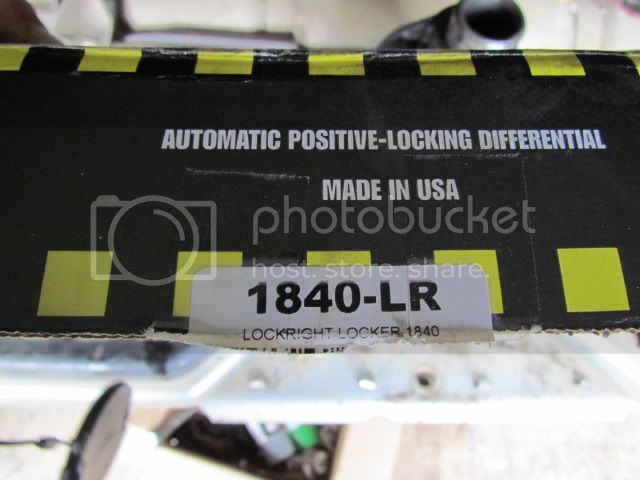 AUTOMATIC POSITIVE-LOCKING DIFFERENTIAL
MADE IN USA
photobucket
host. store. share.
1840-LR
LOCKRIGHT LOCKER 1840